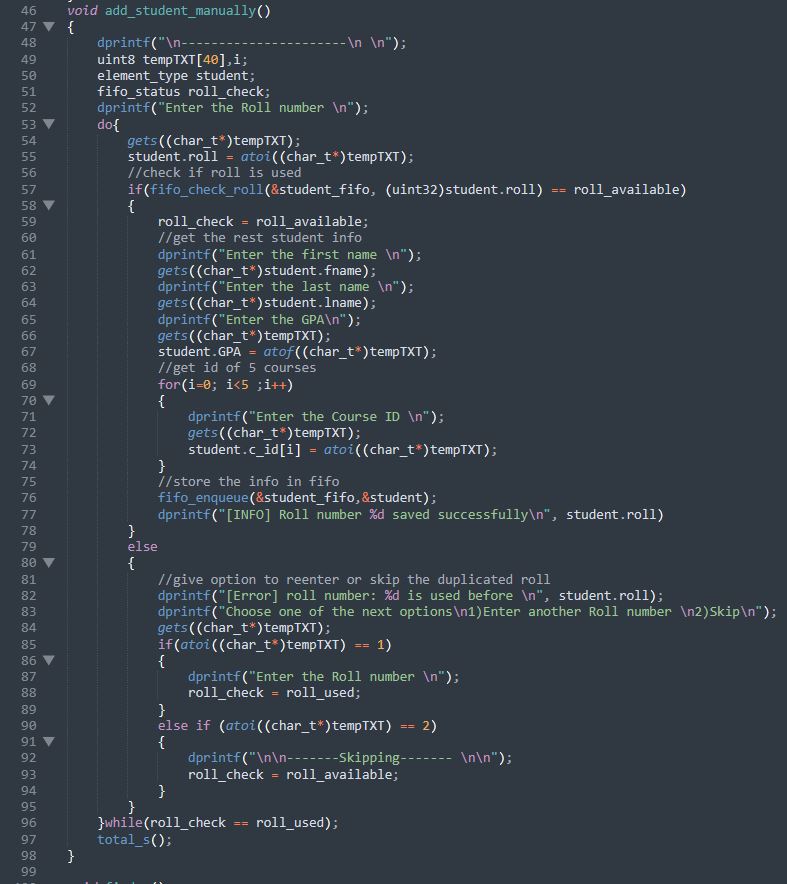 46 void add_student_manually()
47 {
48 dprintf("\n----------------------\n \n");
49 uint8 tempTXT[40],i;
50 element_type student;
51 fifo_status roll_check;
52 dprintf("Enter the Roll number \n");
53 do{
54 gets((char_t*)tempTXT);
55 student.roll = atoi((char_t*)tempTXT);
56 //check if roll is used
57 if(fifo_check_roll(&student_fifo, (uint32)student.roll) == roll_available)
58 {
59 roll_check = roll_available;
60 //get the rest student info
61 dprintf("Enter the first name \n");
62 gets((char_t*)student.fname);
63 dprintf("Enter the last name \n");
64 gets((char_t*)student.lname);
65 dprintf("Enter the GPA\n");
66 gets((char_t*)tempTXT);
67 student.GPA = atof((char_t*)tempTXT);
68 //get id of 5 courses
69 for(i=0; i<5 ;i++)
70 {
71 dprintf("Enter the Course ID \n");
72 gets((char_t*)tempTXT);
73 student.c_id[i] = atoi((char_t*)tempTXT);
74 }
75 //store the info in fifo
76 fifo_enqueue(&student_fifo,&student);
77 dprintf("[INFO] Roll number %d saved successfully\n", student.roll)
78 }
79 else
80 {
81 //give option to reenter or skip the duplicated roll
82 dprintf("[Error] roll number: %d is used before \n", student.roll);
83 dprintf("Choose one of the next options\n1)Enter another Roll number \n2)Skip\n");
84 gets((char_t*)tempTXT);
85 if(atoi((char_t*)tempTXT) == 1)
86 {
87 dprintf("Enter the Roll number \n");
88 roll_check = roll_used;
89 }
90 else if (atoi((char_t*)tempTXT) == 2)
91 {
92 dprintf("\n\n-------Skipping------- \n\n");
93 roll_check = roll_available;
94 }
95 }
96 }while(roll_check == roll_used);
97 total_s();
98 }
99